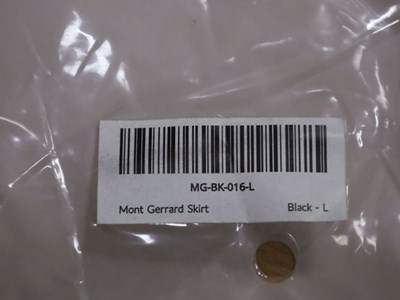 MG-BK-016-L
Mont Gerrard Skirt Black - L